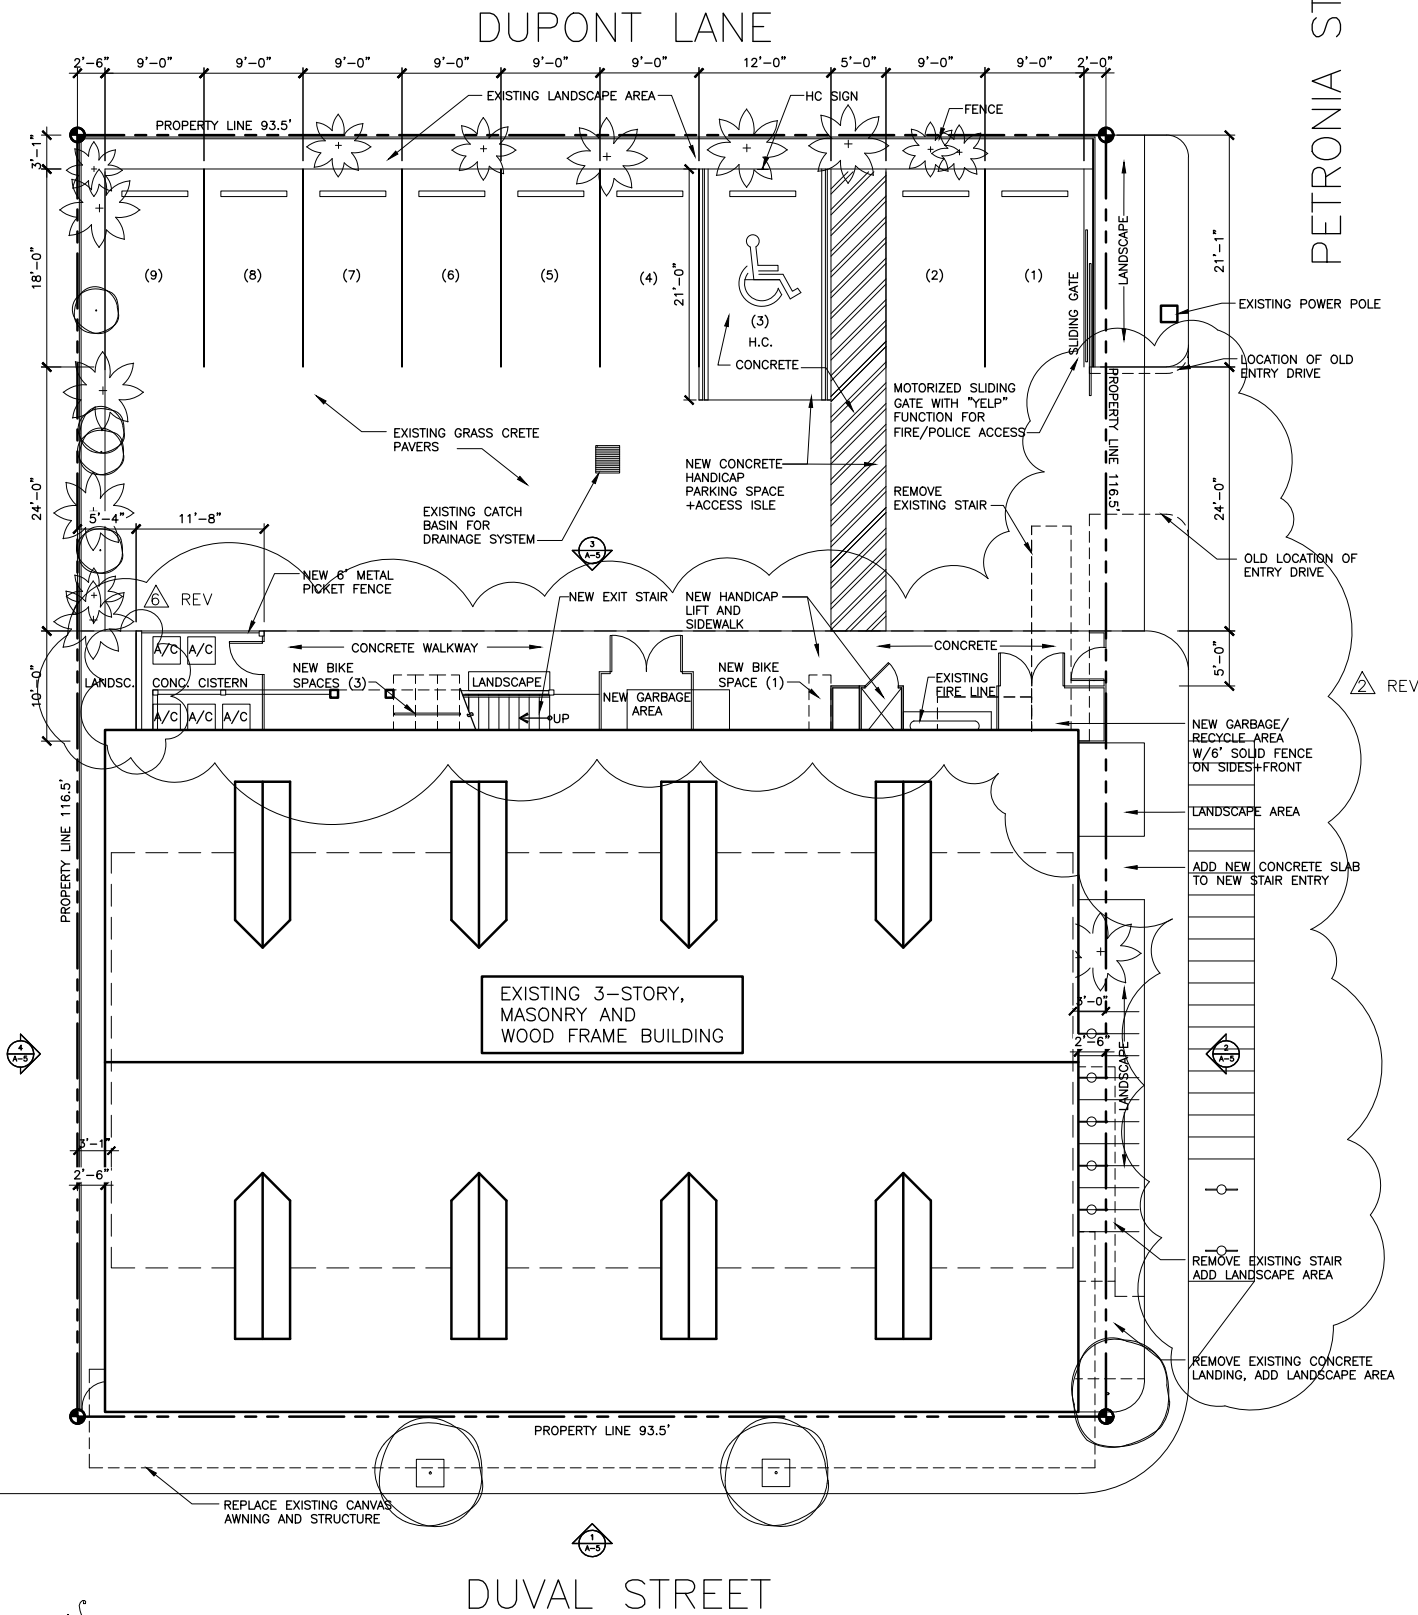 DUPONT LANE
PETRONIA ST
2'-6"
9'-0"
9'-0"
9'-0"
9'-0"
9'-0"
9'-0"
12'-0"
5'-0"
9'-0"
9'-0"
2'-0"
EXISTING LANDSCAPE AREA
HC SIGN
FENCE
PROPERTY LINE 93.5'
3'-1"
18'-0"
24'-0"
10'-0"
(9)
(8)
(7)
(6)
(5)
(4)
21'-0"
(3)
H.C.
CONCRETE
(2)
(1)
SLIDING GATE
LANDSCAPE
21'-1"
24'-0"
5'-0"
EXISTING POWER POLE
LOCATION OF OLD
ENTRY DRIVE
PROPERTY LINE 116.5'
MOTORIZED SLIDING
GATE WITH "YELP"
FUNCTION FOR
FIRE/POLICE ACCESS
EXISTING GRASS CRETE
PAVERS
NEW CONCRETE
HANDICAP
PARKING SPACE
+ACCESS ISLE
REMOVE
EXISTING STAIR
EXISTING CATCH
BASIN FOR
DRAINAGE SYSTEM
5'-4"
11'-8"
3
A-5
OLD LOCATION OF
ENTRY DRIVE
NEW 6' METAL
PICKET FENCE
6 REV
NEW EXIT STAIR
NEW HANDICAP
LIFT AND
SIDEWALK
A/C
A/C
CONCRETE WALKWAY
CONCRETE
LANDSC.
CONC. CISTERN
NEW BIKE
SPACES (3)
LANDSCAPE
NEW GARBAGE
AREA
NEW BIKE
SPACE (1)
EXISTING
FIRE LINE
A/C
A/C
A/C
UP
2 REV
NEW GARBAGE/
RECYCLE AREA
W/6' SOLID FENCE
ON SIDES+FRONT
LANDSCAPE AREA
ADD NEW CONCRETE SLAB
TO NEW STAIR ENTRY
PROPERTY LINE 116.5'
EXISTING 3-STORY,
MASONRY AND
WOOD FRAME BUILDING
3'-0"
2'-6"
LANDSCAPE
4
A-5
2
A-5
3'-1"
2'-6"
REMOVE EXISTING STAIR
ADD LANDSCAPE AREA
REMOVE EXISTING CONCRETE
LANDING, ADD LANDSCAPE AREA
PROPERTY LINE 93.5'
REPLACE EXISTING CANVAS
AWNING AND STRUCTURE
1
A-5
DUVAL STREET